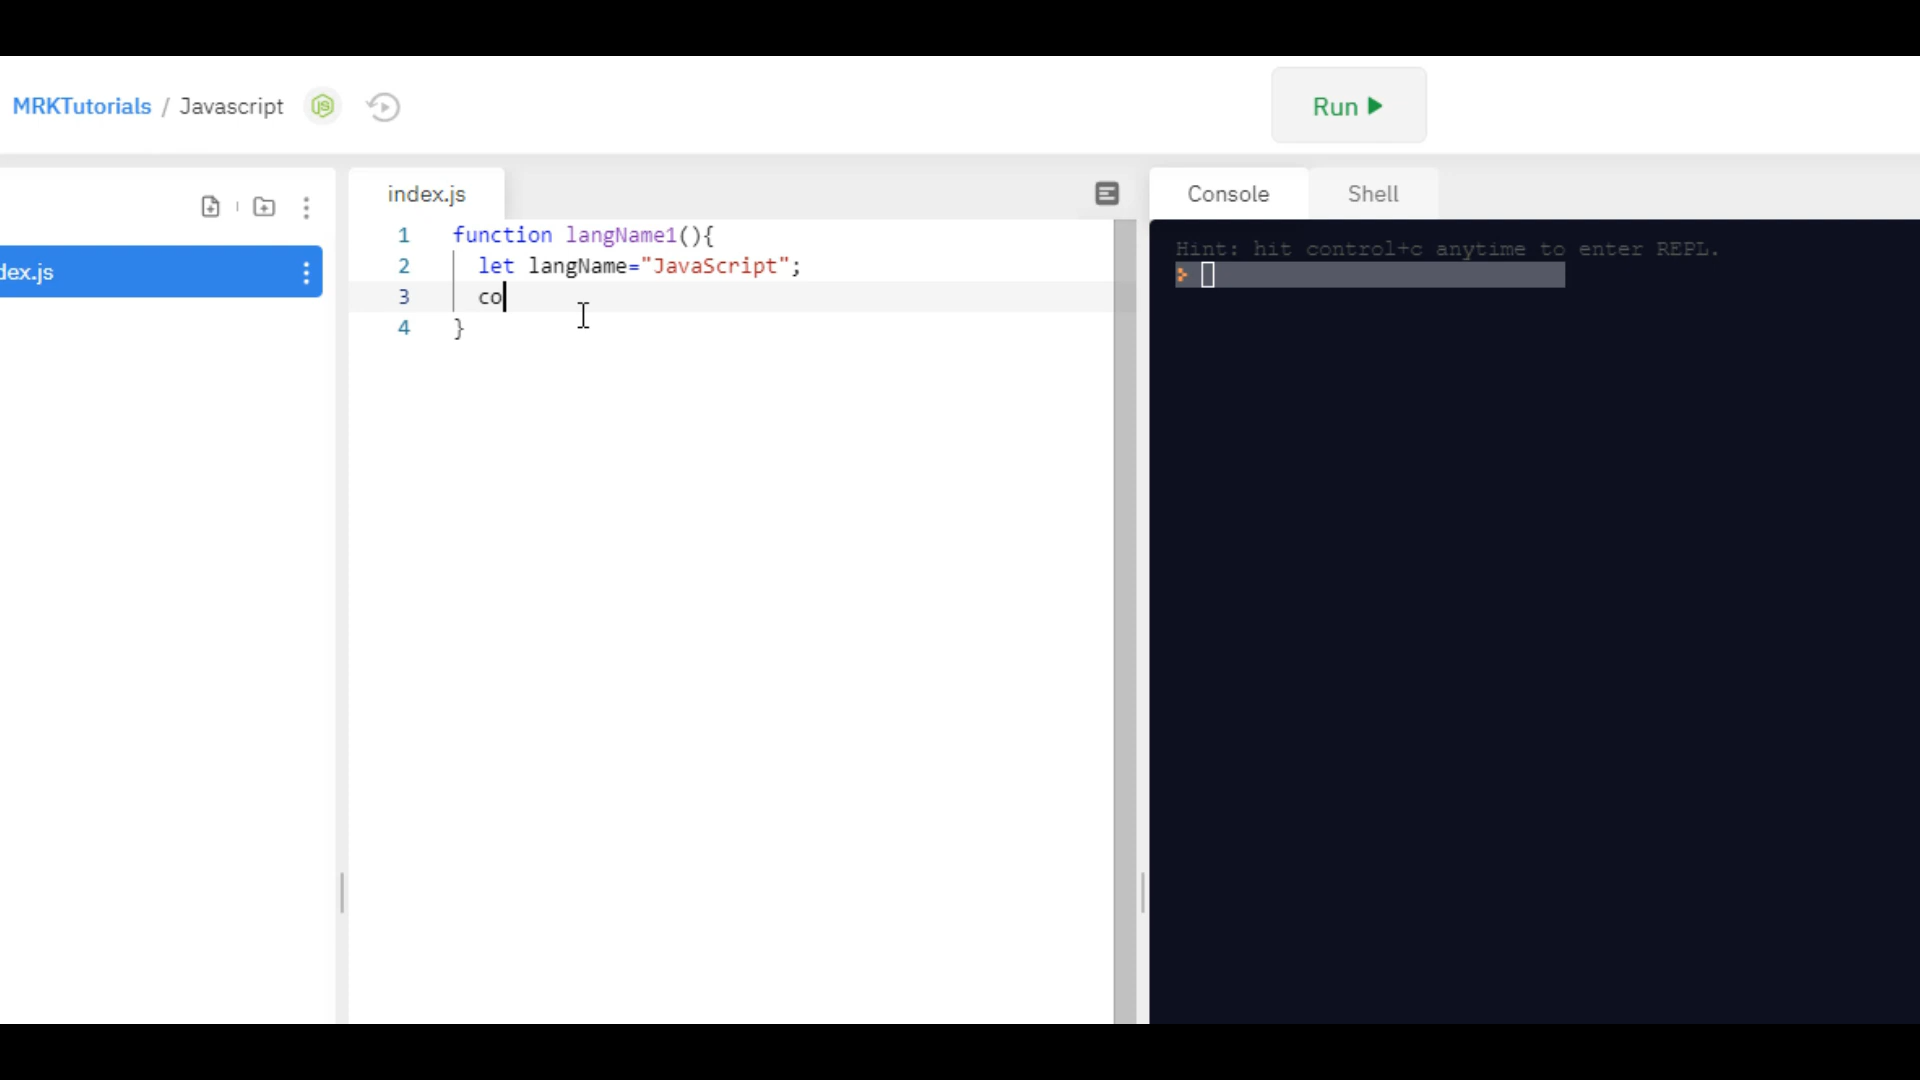 MRKTutorials / Javascript
Run
dex.js
index.js
1 function langName1(){
2 let langName="JavaScript";
3 co
4 }
Console Shell
Hint: hit control+c anytime to enter REPL.